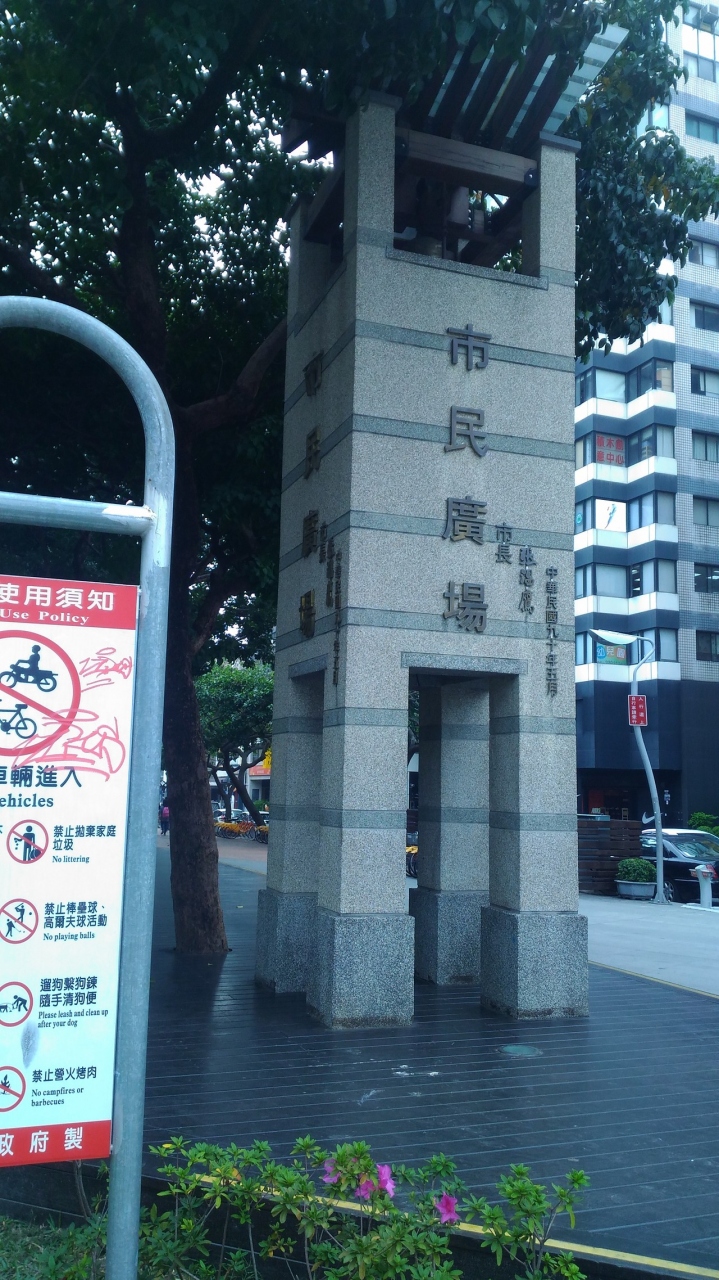 市民廣場
市長
張溫鷹
中華民國九十年五月
使用須知
Use Policy
車輛進入
ehicles
禁止拋棄家庭
垃圾
No littering
禁止棒壘球、
高爾夫球活動
No playing balls
遛狗繫狗鍊
隨手清狗便
Please leash and clean up
after your dog
禁止營火烤肉
No campfires or
barbecues
政府製